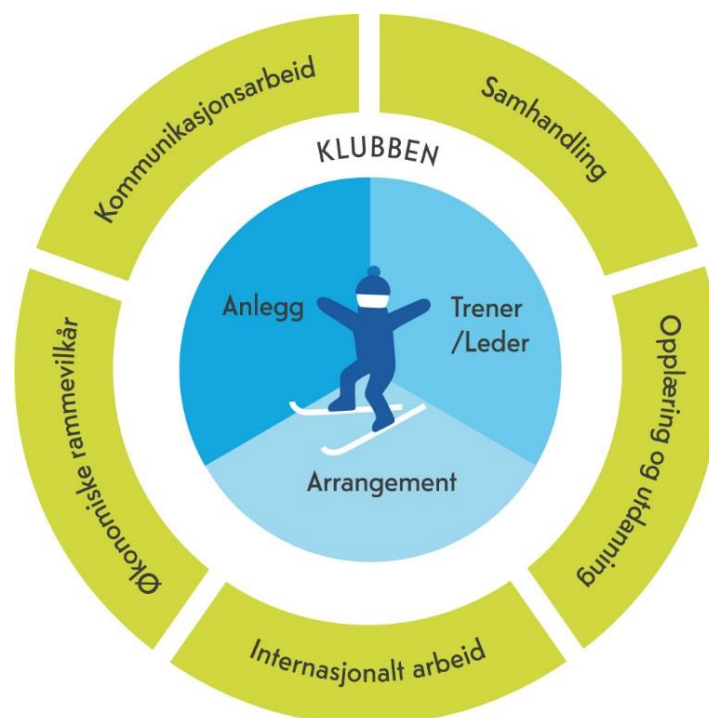 Kommunikasjonsarbeid
Samhandling
KLUBBEN
Anlegg
Trener
/Leder
Arrangement
Økonomiske rammevilkår
Opplæring og utdanning
Internasjonalt arbeid